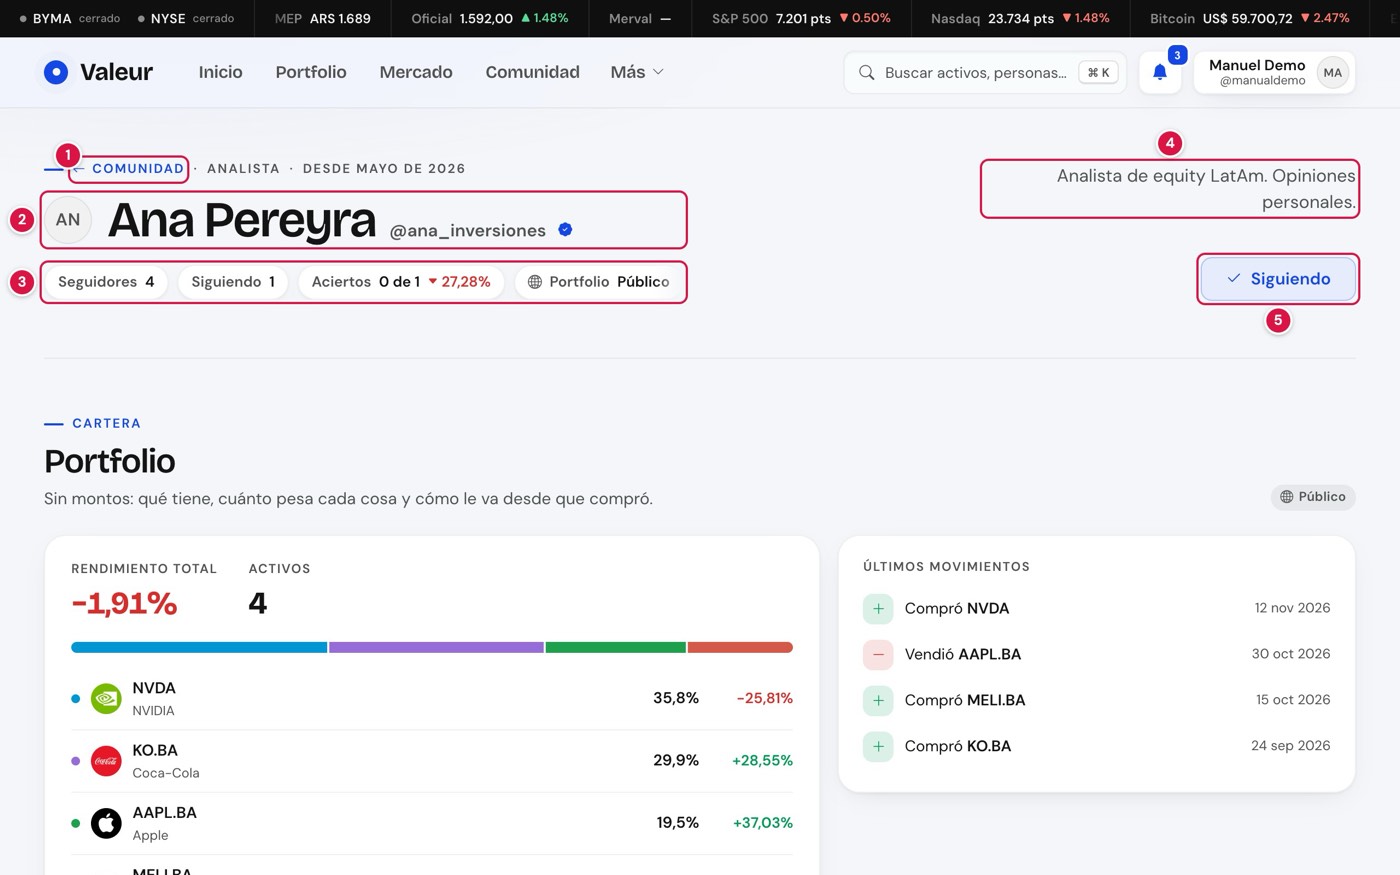 BYMA cerrado NYSE cerrado MEP ARS 1.689 Oficial 1.592,00 ▲ 1.48% Merval — S&P 500 7.201 pts ▼ 0.50% Nasdaq 23.734 pts ▼ 1.48% Bitcoin US$ 59.700,72 ▼ 2.47%
Valeur Inicio Portfolio Mercado Comunidad Más Buscar activos, personas... ⌘ K 3 Manuel Demo
@manualdemo
MA
1
← COMUNIDAD · ANALISTA · DESDE MAYO DE 2026
4
Analista de equity LatAm. Opiniones
personales.
2 AN Ana Pereyra @ana_inversiones
3 Seguidores 4 Siguiendo 1 Aciertos 0 de 1 ▼ 27,28% Portfolio Público
✓ Siguiendo
5
CARTERA
Portfolio
Sin montos: qué tiene, cuánto pesa cada cosa y cómo le va desde que compró.
Público
RENDIMIENTO TOTAL ACTIVOS
−1,91% 4
NVDA
NVIDIA
35,8% −25,81%
Coca-Cola
KO.BA
Coca-Cola
29,9% +28,55%
AAPL.BA
Apple
19,5% +37,03%
MELI.BA
ÚLTIMOS MOVIMIENTOS
+ Compró NVDA 12 nov 2026
− Vendió AAPL.BA 30 oct 2026
+ Compró MELI.BA 15 oct 2026
+ Compró KO.BA 24 sep 2026